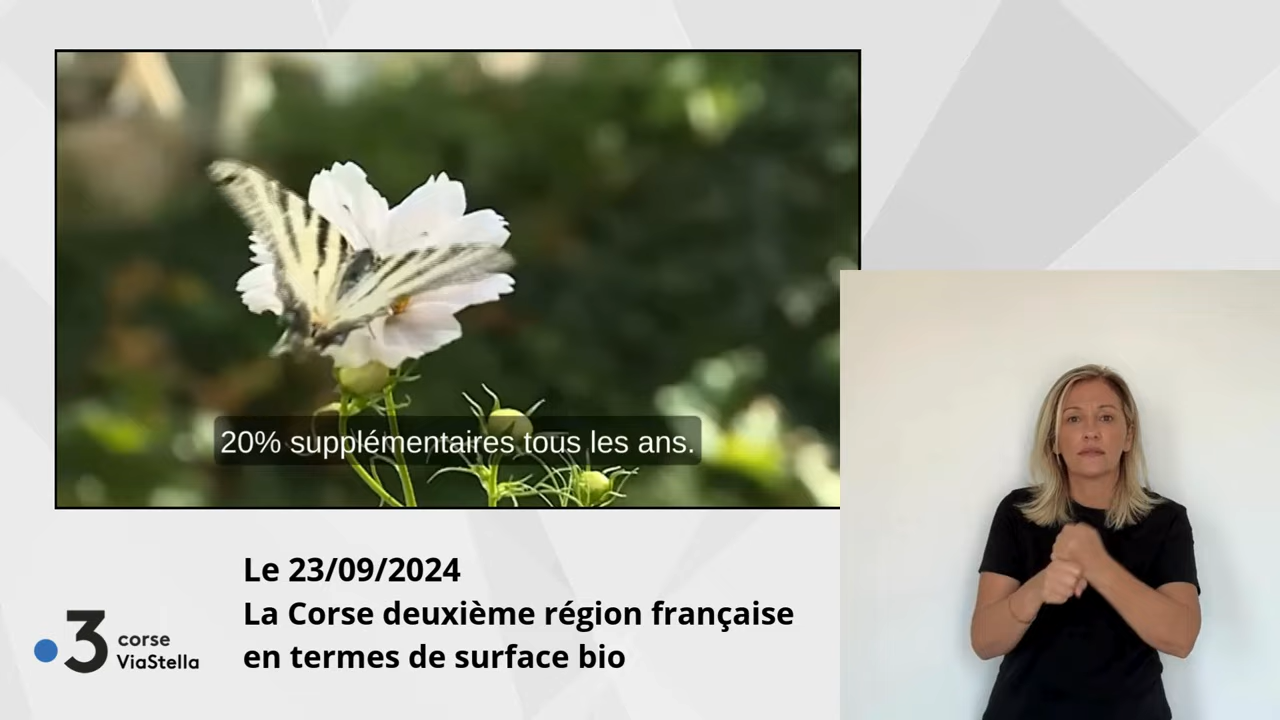 20% supplémentaires tous les ans.
Le 23/09/2024
La Corse deuxième région française
en termes de surface bio
3 corse
ViaStella